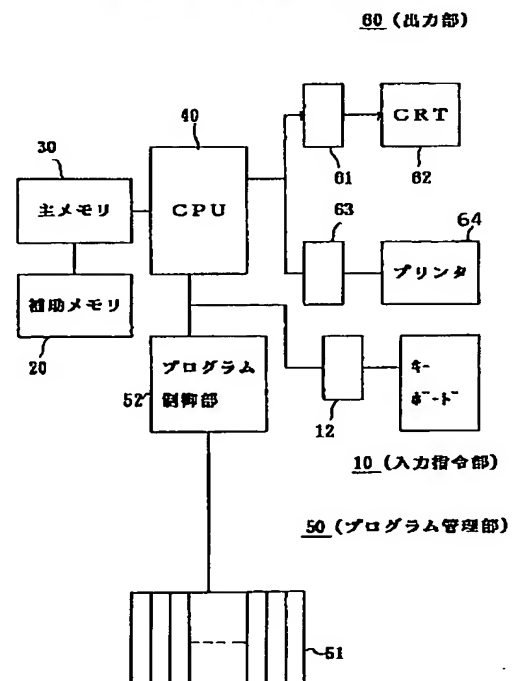 60 (出力部)
40
CRT
30
61
62
主メモリ
CPU
63
64
プリンタ
補助メモリ
20
プログラム
制御部
52
キー
ボード
12
10 (入力指令部)
50 (プログラム管理部)
51